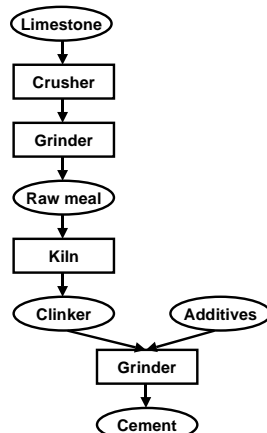 Limestone
Crusher
Grinder
Raw meal
Kiln
Clinker
Additives
Grinder
Cement